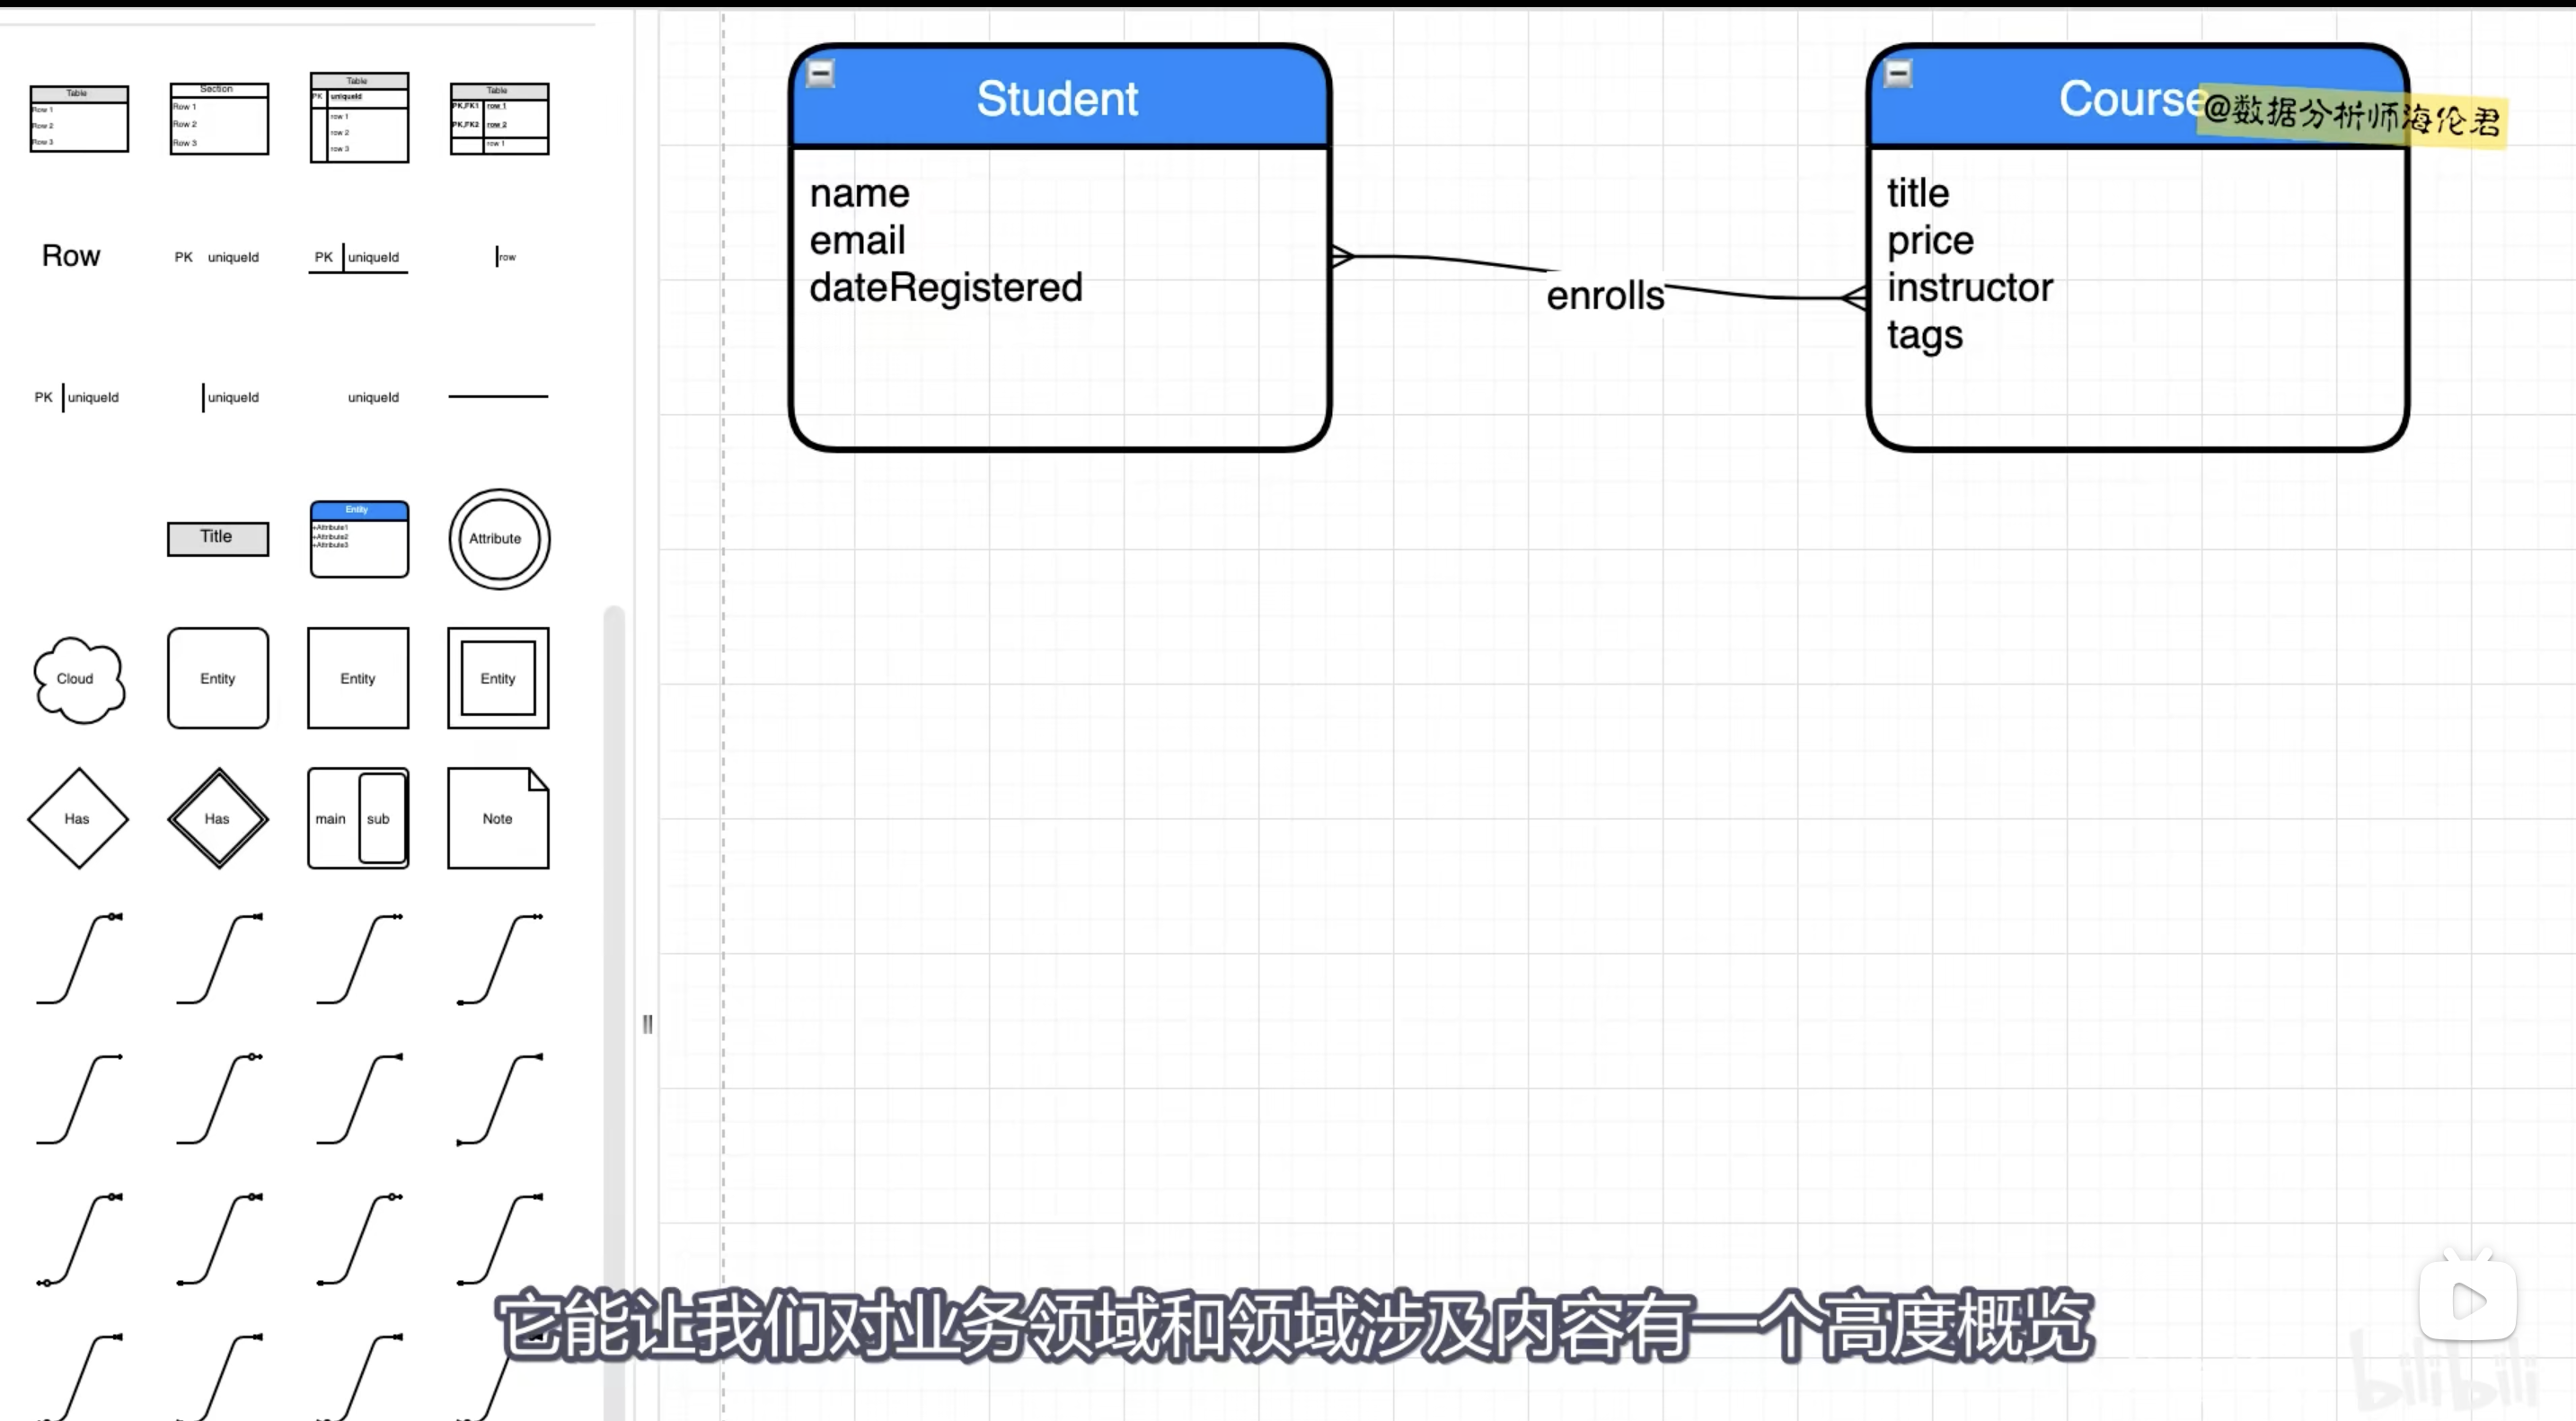 Table
Row 1
Row 2
Row 3
Section
Row 1
Row 2
Row 3
Table
PK uniqueId
row 1
row 2
row 3
Table
PK,FK1 row 1
PK,FK2 row 2
row 1
Row
PK uniqueId
PK uniqueId
row
PK uniqueId
uniqueId
uniqueId
Title
Entity
+Attribute1
+Attribute2
+Attribute3
Attribute
Cloud
Entity
Entity
Entity
Has
Has
main
sub
Note
Student
name
email
dateRegistered
enrolls
Course
@数据分析师海伦君
title
price
instructor
tags
它能让我们对业务领域和领域涉及内容有一个高度概览
bilibili